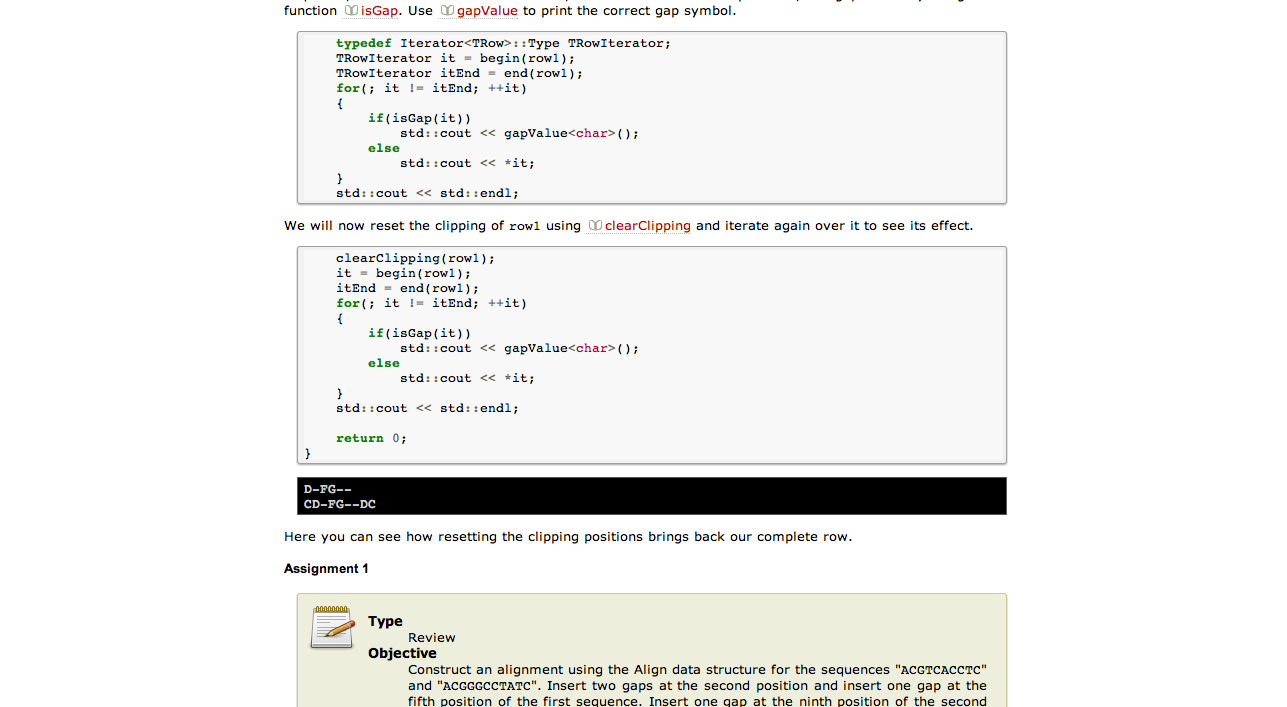 function isGap. Use gapValue to print the correct gap symbol.
typedef Iterator<TRow>::Type TRowIterator;
TRowIterator it = begin(row1);
TRowIterator itEnd = end(row1);
for(; it != itEnd; ++it)
{
if(isGap(it))
std::cout << gapValue<char>();
else
std::cout << *it;
}
std::cout << std::endl;
We will now reset the clipping of row1 using clearClipping and iterate again over it to see its effect.
clearClipping(row1);
it = begin(row1);
itEnd = end(row1);
for(; it != itEnd; ++it)
{
if(isGap(it))
std::cout << gapValue<char>();
else
std::cout << *it;
}
std::cout << std::endl;
return 0;
}
D-FG--
CD-FG--DC
Here you can see how resetting the clipping positions brings back our complete row.
Assignment 1
Type
Review
Objective
Construct an alignment using the Align data structure for the sequences "ACGTCACCTC"
and "ACGGGCCTATC". Insert two gaps at the second position and insert one gap at the
fifth position of the first sequence. Insert one gap at the ninth position of the second